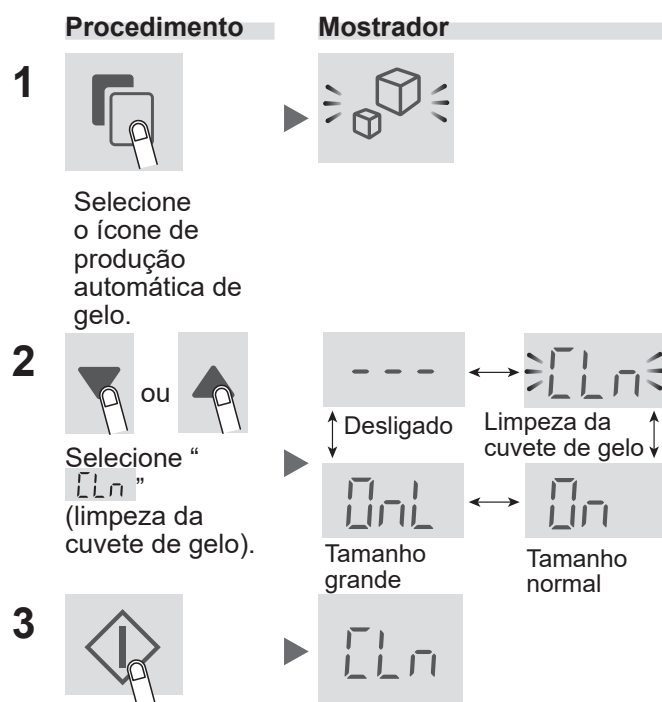 Procedimento
Mostrador
1
Selecione
o ícone de
produção
automática de
gelo.
2
ou
Selecione “
CLn ”
(limpeza da
cuvete de gelo).
- - -
CLn
Desligado
Limpeza da
cuvete de gelo
OnL
On
Tamanho
grande
Tamanho
normal
3
CLn